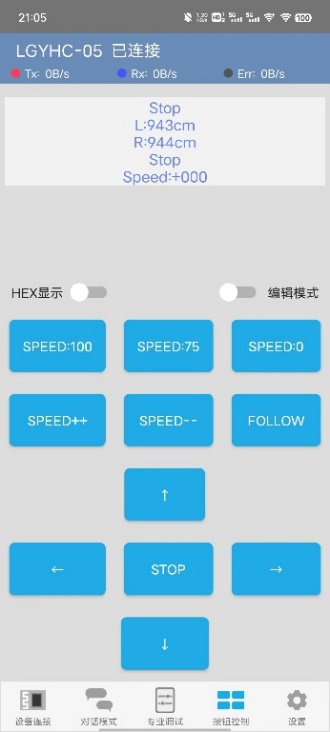 21:05
LGYHC-05 已连接
Tx: 0B/s Rx: 0B/s Err: 0B/s
Stop
L:943cm
R:944cm
Stop
Speed:+000
HEX显示 编辑模式
SPEED:100 SPEED:75 SPEED:0
SPEED++ SPEED-- FOLLOW
↑
← STOP →
↓
设备连接 对话模式 专业调试 按钮控制 设置